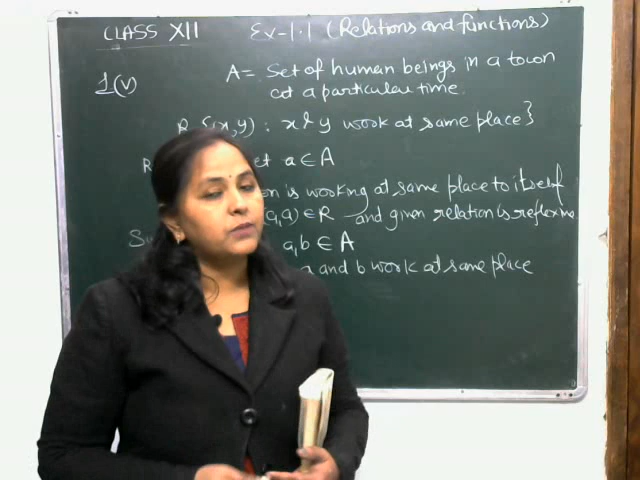 CLASS XII Ex-1.1 (Relations and functions)
1(v) A = Set of human beings in a town
at a particular time.
R {(x,y) : x & y work at same place}
R et a ∈ A
on is working at same place to itself
(a,a) ∈ R and given relation is reflexive
Sy a,b ∈ A
a and b work at same place